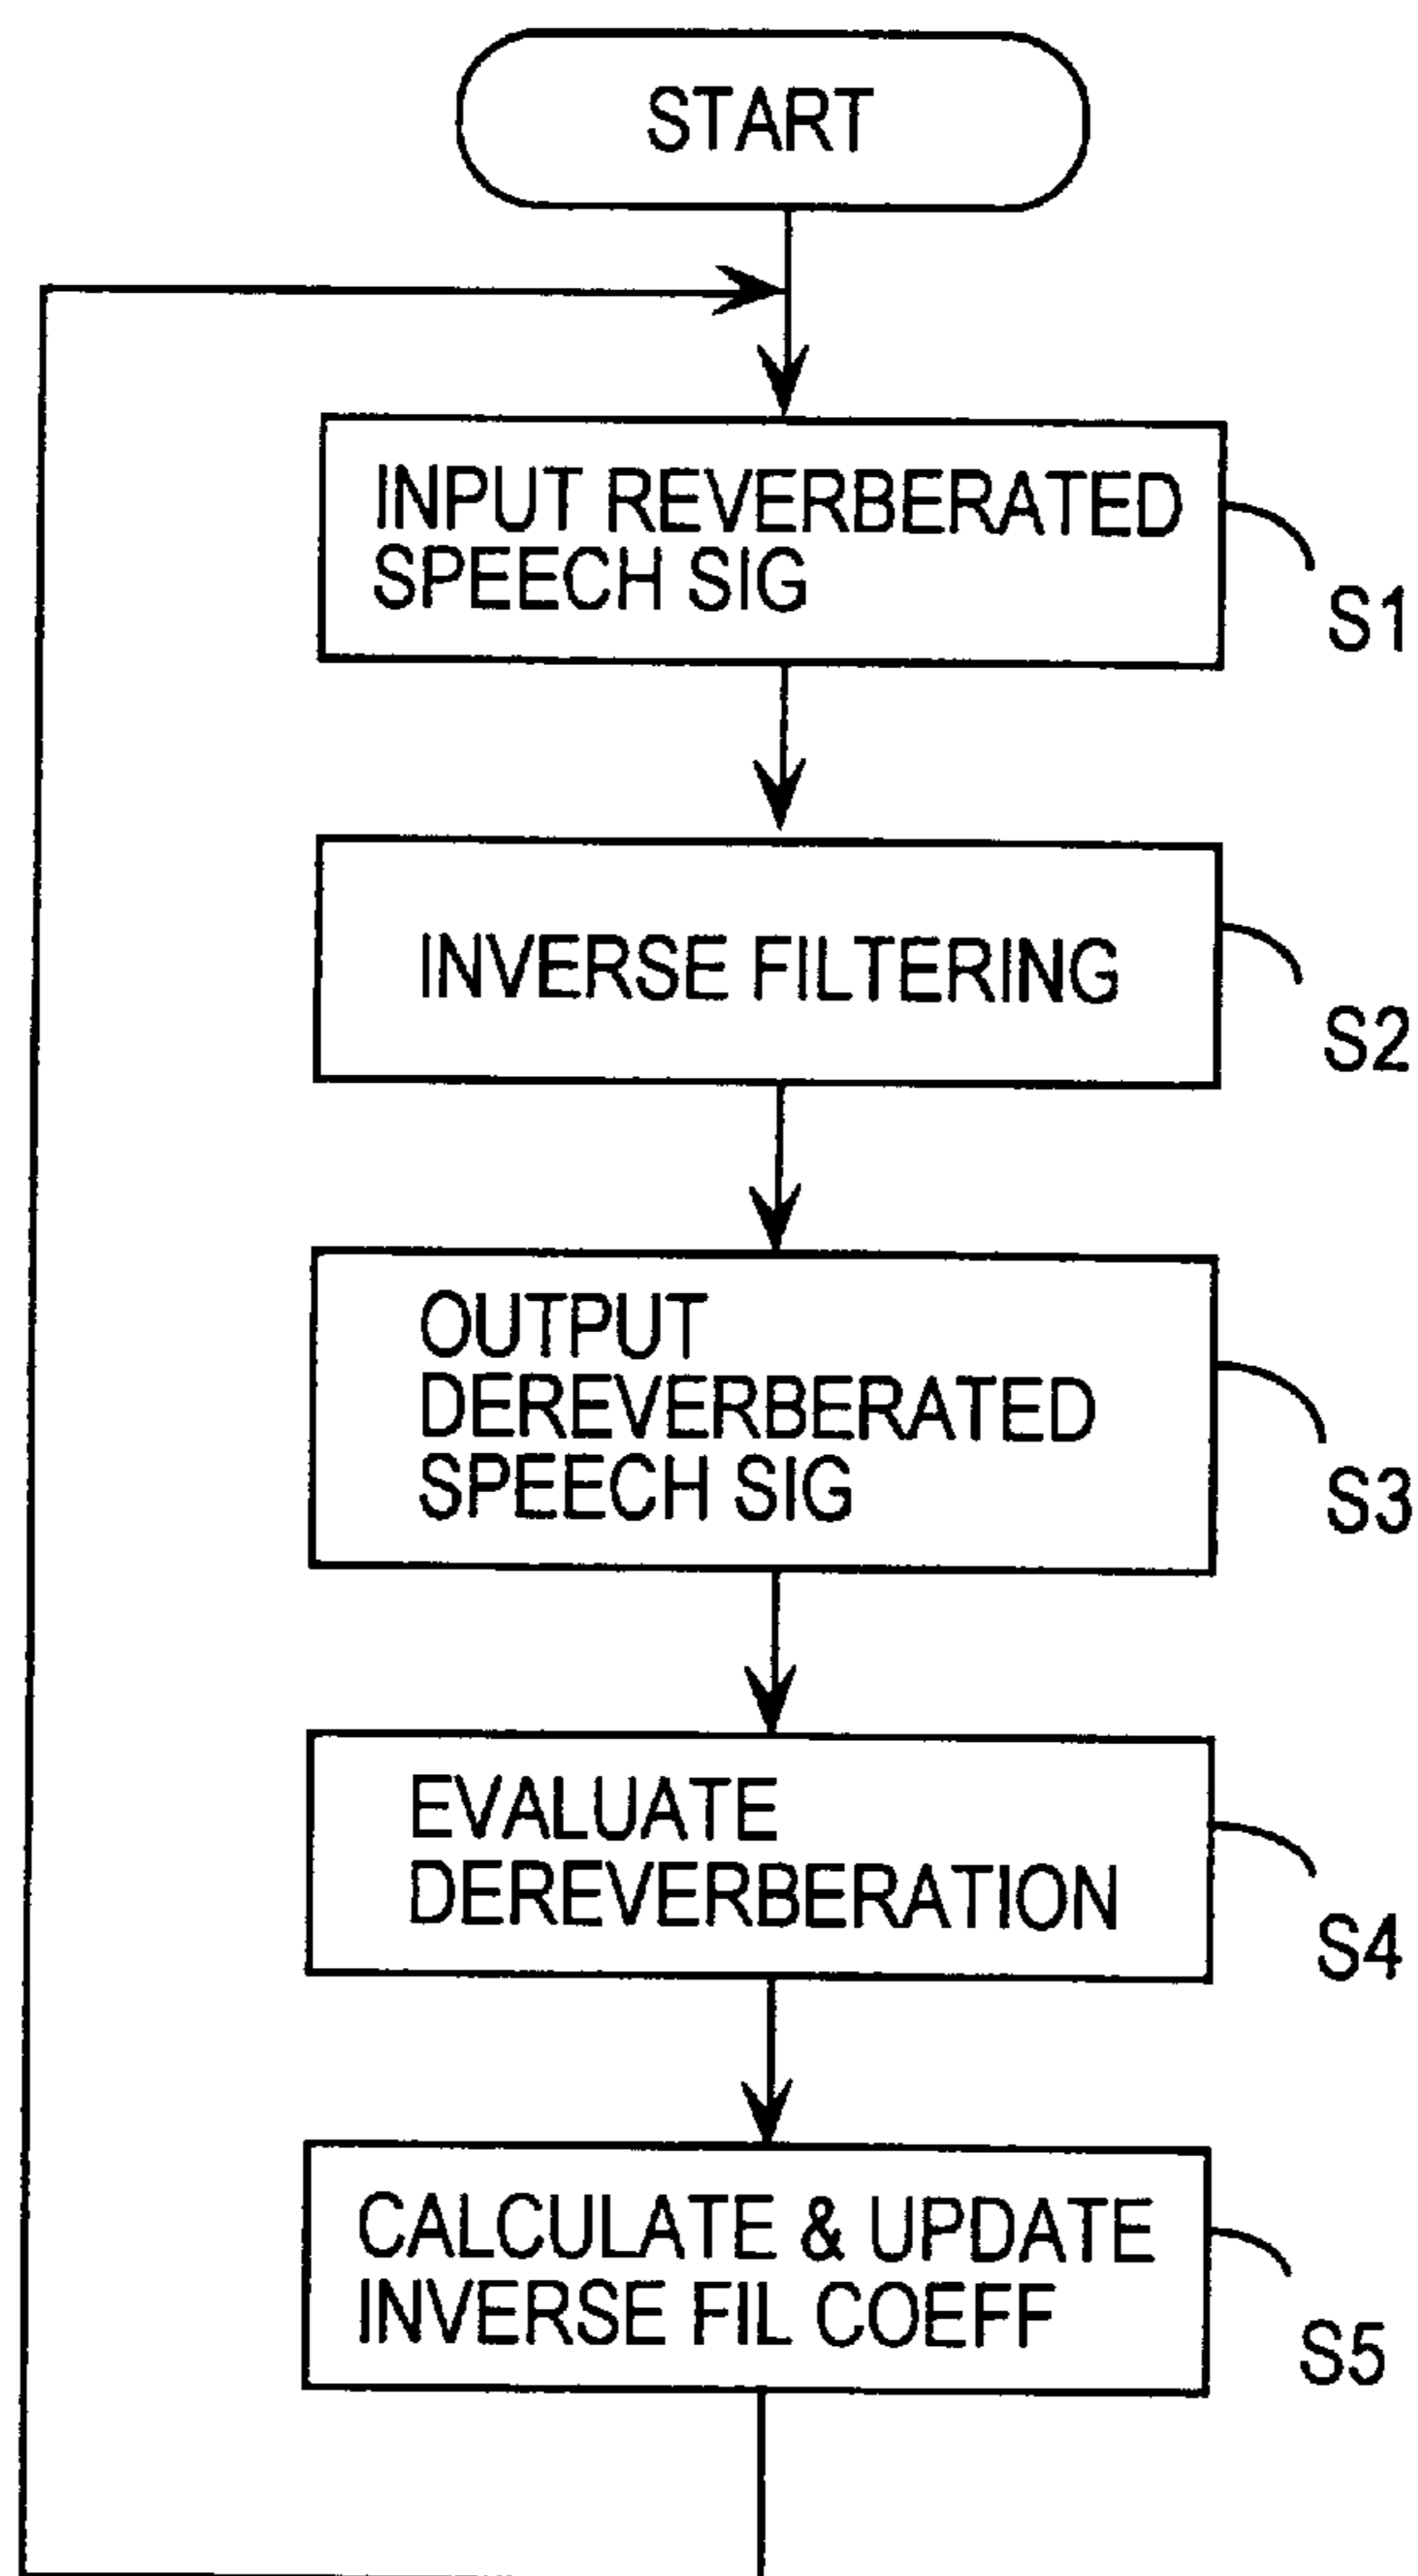 START
INPUT REVERBERATED
SPEECH SIG
S1
INVERSE FILTERING
S2
OUTPUT
DEREVERBERATED
SPEECH SIG
S3
EVALUATE
DEREVERBERATION
S4
CALCULATE & UPDATE
INVERSE FIL COEFF
S5